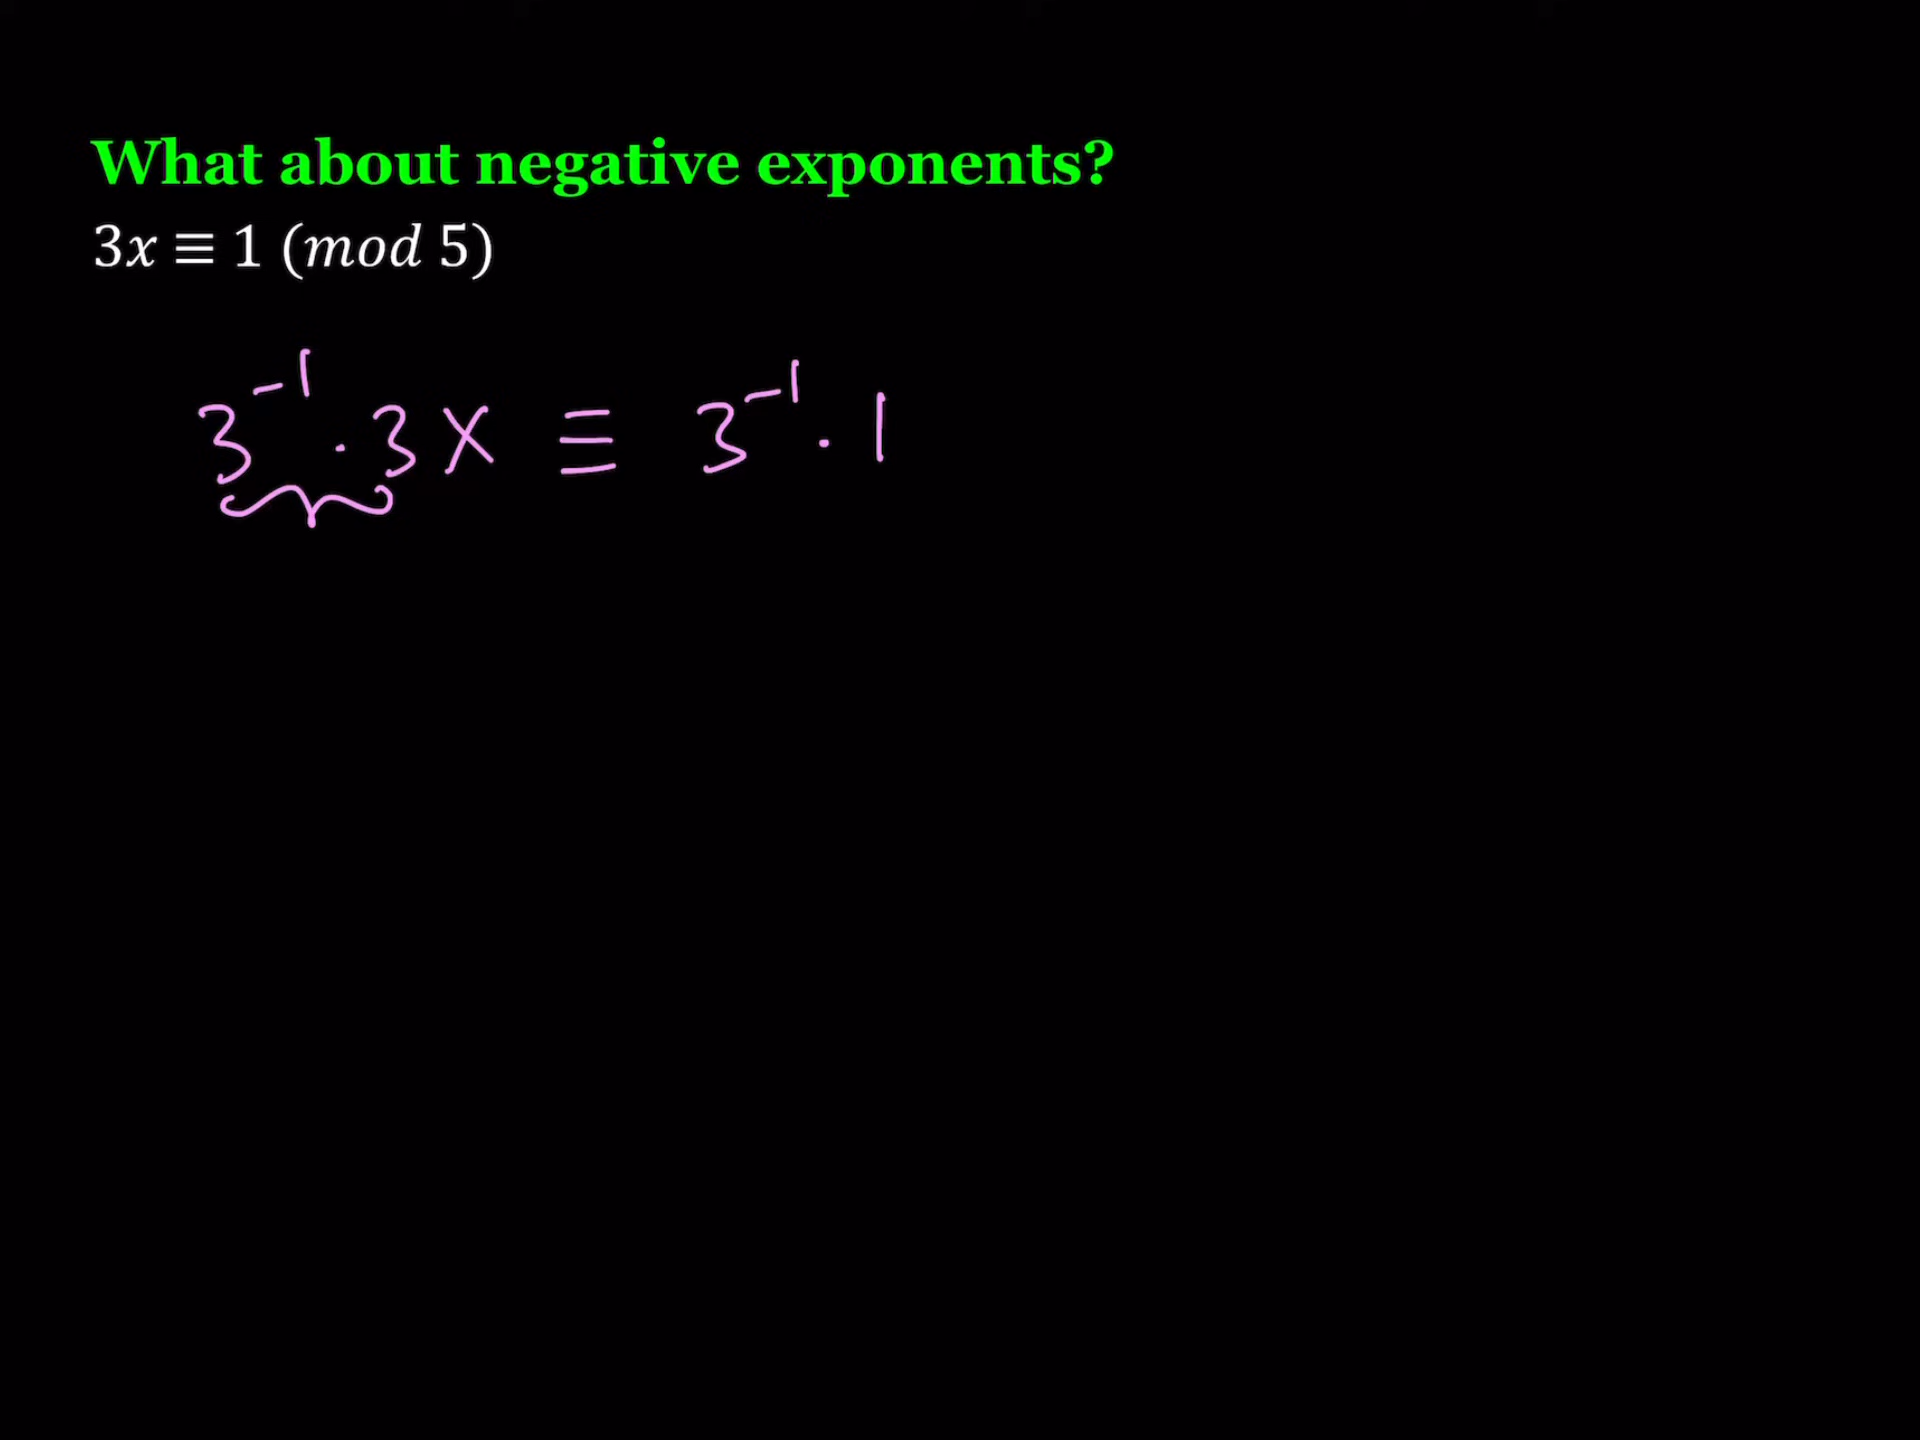 What about negative exponents?
3x ≡ 1 (mod 5)
3⁻¹ · 3x ≡ 3⁻¹ · 1